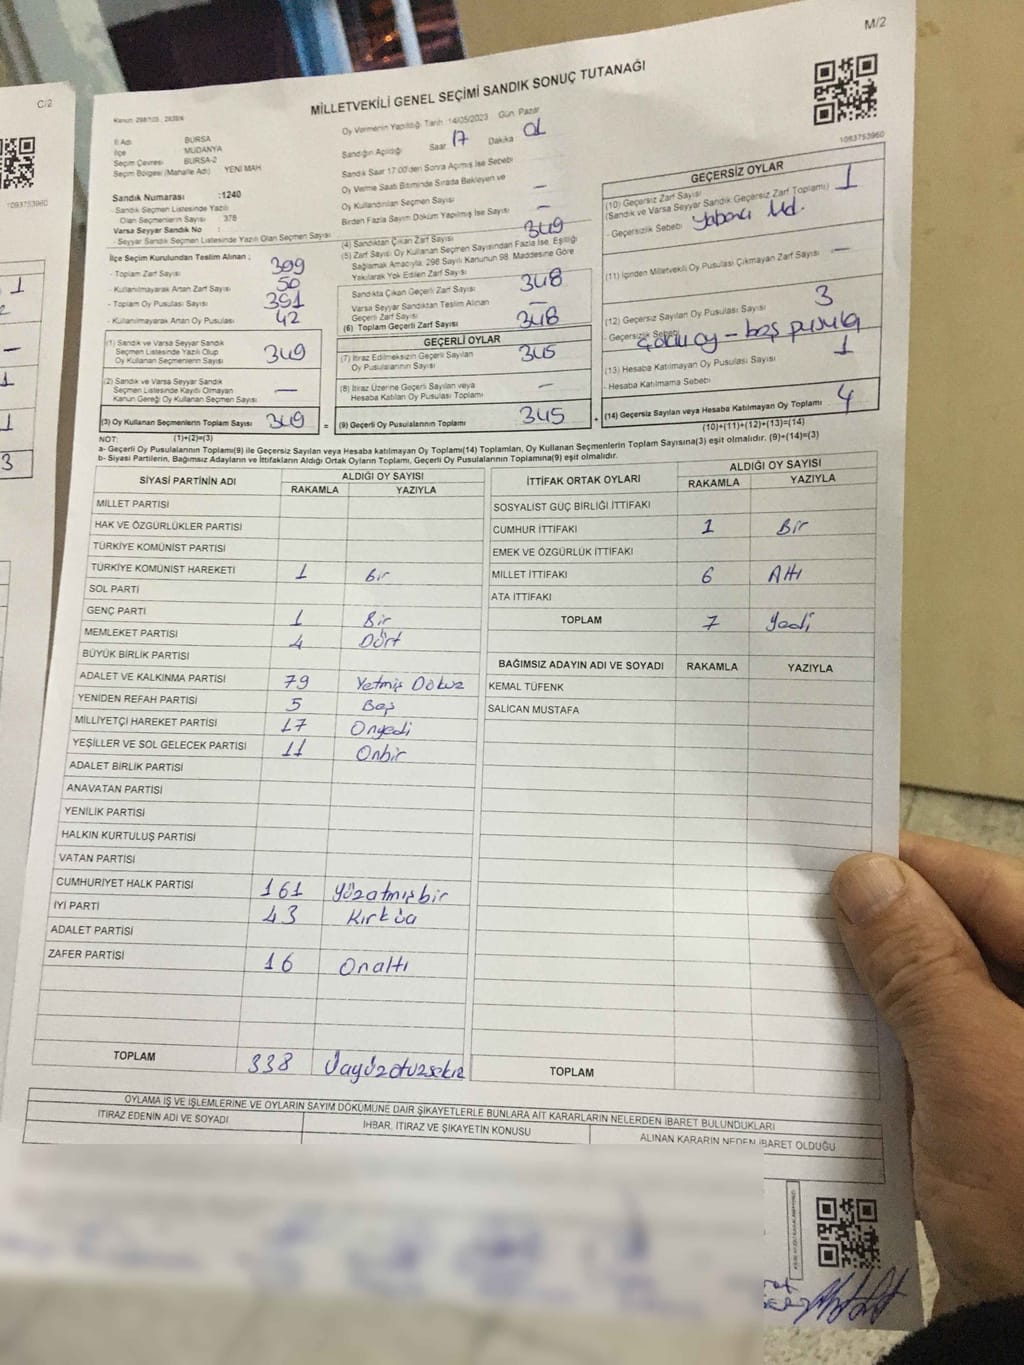 M/2
C/2
MİLLETVEKİLİ GENEL SEÇİMİ SANDIK SONUÇ TUTANAĞI
1083753960
1093753960
İl Adı BURSA
İlçe MUDANYA
Seçim Çevresi BURSA-2
Seçim Bölgesi (Mahalle Adı) YENİ MAH
Sandık Numarası :1240
- Sandık Seçmen Listesinde Yazılı
Olan Seçmenlerin Sayısı 378
Varsa Seyyar Sandık No :
- Seyyar Sandık Seçmen Listesinde Yazılı Olan Seçmen Sayısı
İlçe Seçim Kurulundan Teslim Alınan ;
- Toplam Zarf Sayısı 399
- Kullanılmayarak Artan Zarf Sayısı 50
- Toplam Oy Pusulası Sayısı 391
- Kullanılmayarak Artan Oy Pusulası 42
(1) Sandık ve Varsa Seyyar Sandık
Seçmen Listesinde Yazılı Olup
Oy Kullanan Seçmenlerin Sayısı 349
(2) Sandık ve Varsa Seyyar Sandık
Seçmen Listesinde Kayıtlı Olmayan
Kanun Gereği Oy Kullanan Seçmen Sayısı —
(3) Oy Kullanan Seçmenlerin Toplam Sayısı 349 =
(1)+(2)=(3)
Oy Vermenin Yapıldığı Tarih 14/05/2023 Gün Pazar
Sandığın Açıldığı Saat 17 Dakika 01
Sandık Saat 17:00'den Sonra Açılmış İse Sebebi
Oy Verme Saati Bitiminde Sırada Bekleyen ve
Oy Kullandırılan Seçmen Sayısı —
Birden Fazla Sayım Döküm Yapılmış İse Sayısı —
(4) Sandıktan Çıkan Zarf Sayısı 349
(5) Zarf Sayısı Oy Kullanan Seçmen Sayısından Fazla İse, Eşitliği
Sağlamak Amacıyla, 298 Sayılı Kanunun 98. Maddesine Göre
Yakılarak Yok Edilen Zarf Sayısı
Sandıkta Çıkan Geçerli Zarf Sayısı 348
Varsa Seyyar Sandıktan Teslim Alınan
Geçerli Zarf Sayısı —
(6) Toplam Geçerli Zarf Sayısı 348
GEÇERLİ OYLAR
(7) İtiraz Edilmeksizin Geçerli Sayılan
Oy Pusulalarının Sayısı 345
(8) İtiraz Üzerine Geçerli Sayılan veya
Hesaba Katılan Oy Pusulası Toplamı —
(9) Geçerli Oy Pusulalarının Toplamı 345 +
GEÇERSİZ OYLAR
(10) Geçersiz Zarf Sayısı 1
(Sandık ve Varsa Seyyar Sandık Geçersiz Zarf Toplamı)
- Geçersizlik Sebebi Yabancı Md.
(11) İçinden Milletvekili Oy Pusulası Çıkmayan Zarf Sayısı —
(12) Geçersiz Sayılan Oy Pusulası Sayısı 3
- Geçersizlik Sebebi oy - boş pusula
(13) Hesaba Katılmayan Oy Pusulası Sayısı 1
- Hesaba Katılmama Sebebi
(14) Geçersiz Sayılan veya Hesaba Katılmayan Oy Toplamı 4
(10)+(11)+(12)+(13)=(14)
NOT:
a- Geçerli Oy Pusulalarının Toplamı(9) ile Geçersiz Sayılan veya Hesaba katılmayan Oy Toplamı(14) Toplamları, Oy Kullanan Seçmenlerin Toplam Sayısına(3) eşit olmalıdır. (9)+(14)=(3)
b- Siyasi Partilerin, Bağımsız Adayların ve İttifakların Aldığı Ortak Oyların Toplamı, Geçerli Oy Pusulalarının Toplamına(9) eşit olmalıdır.
SİYASİ PARTİNİN ADI ALDIĞI OY SAYISI
RAKAMLA YAZIYLA
MİLLET PARTİSİ
HAK VE ÖZGÜRLÜKLER PARTİSİ
TÜRKİYE KOMÜNİST PARTİSİ
TÜRKİYE KOMÜNİST HAREKETİ 1 Bir
SOL PARTİ
GENÇ PARTİ 1 Bir
MEMLEKET PARTİSİ 4 Dört
BÜYÜK BİRLİK PARTİSİ
ADALET VE KALKINMA PARTİSİ 79 Yetmiş Dokuz
YENİDEN REFAH PARTİSİ 5 Beş
MİLLİYETÇİ HAREKET PARTİSİ 17 Onyedi
YEŞİLLER VE SOL GELECEK PARTİSİ 11 Onbir
ADALET BİRLİK PARTİSİ
ANAVATAN PARTİSİ
YENİLİK PARTİSİ
HALKIN KURTULUŞ PARTİSİ
VATAN PARTİSİ
CUMHURİYET HALK PARTİSİ 161 Yüzatmışbir
İYİ PARTİ 43 Kırk üç
ADALET PARTİSİ
ZAFER PARTİSİ 16 Onaltı
TOPLAM 338 Üçyüzotuzsekiz
İTTİFAK ORTAK OYLARI ALDIĞI OY SAYISI
RAKAMLA YAZIYLA
SOSYALİST GÜÇ BİRLİĞİ İTTİFAKI
CUMHUR İTTİFAKI 1 Bir
EMEK VE ÖZGÜRLÜK İTTİFAKI
MİLLET İTTİFAKI 6 Altı
ATA İTTİFAKI
TOPLAM 7 Yedi
BAĞIMSIZ ADAYIN ADI VE SOYADI RAKAMLA YAZIYLA
KEMAL TÜFENK
SALİCAN MUSTAFA
TOPLAM
OYLAMA İŞ VE İŞLEMLERİNE VE OYLARIN SAYIM DÖKÜMÜNE DAİR ŞİKAYETLERLE BUNLARA AİT KARARLARIN NELERDEN İBARET BULUNDUKLARI
İTİRAZ EDENİN ADI VE SOYADI İHBAR, İTİRAZ VE ŞİKAYETİN KONUSU ALINAN KARARIN NEDEN İBARET OLDUĞU